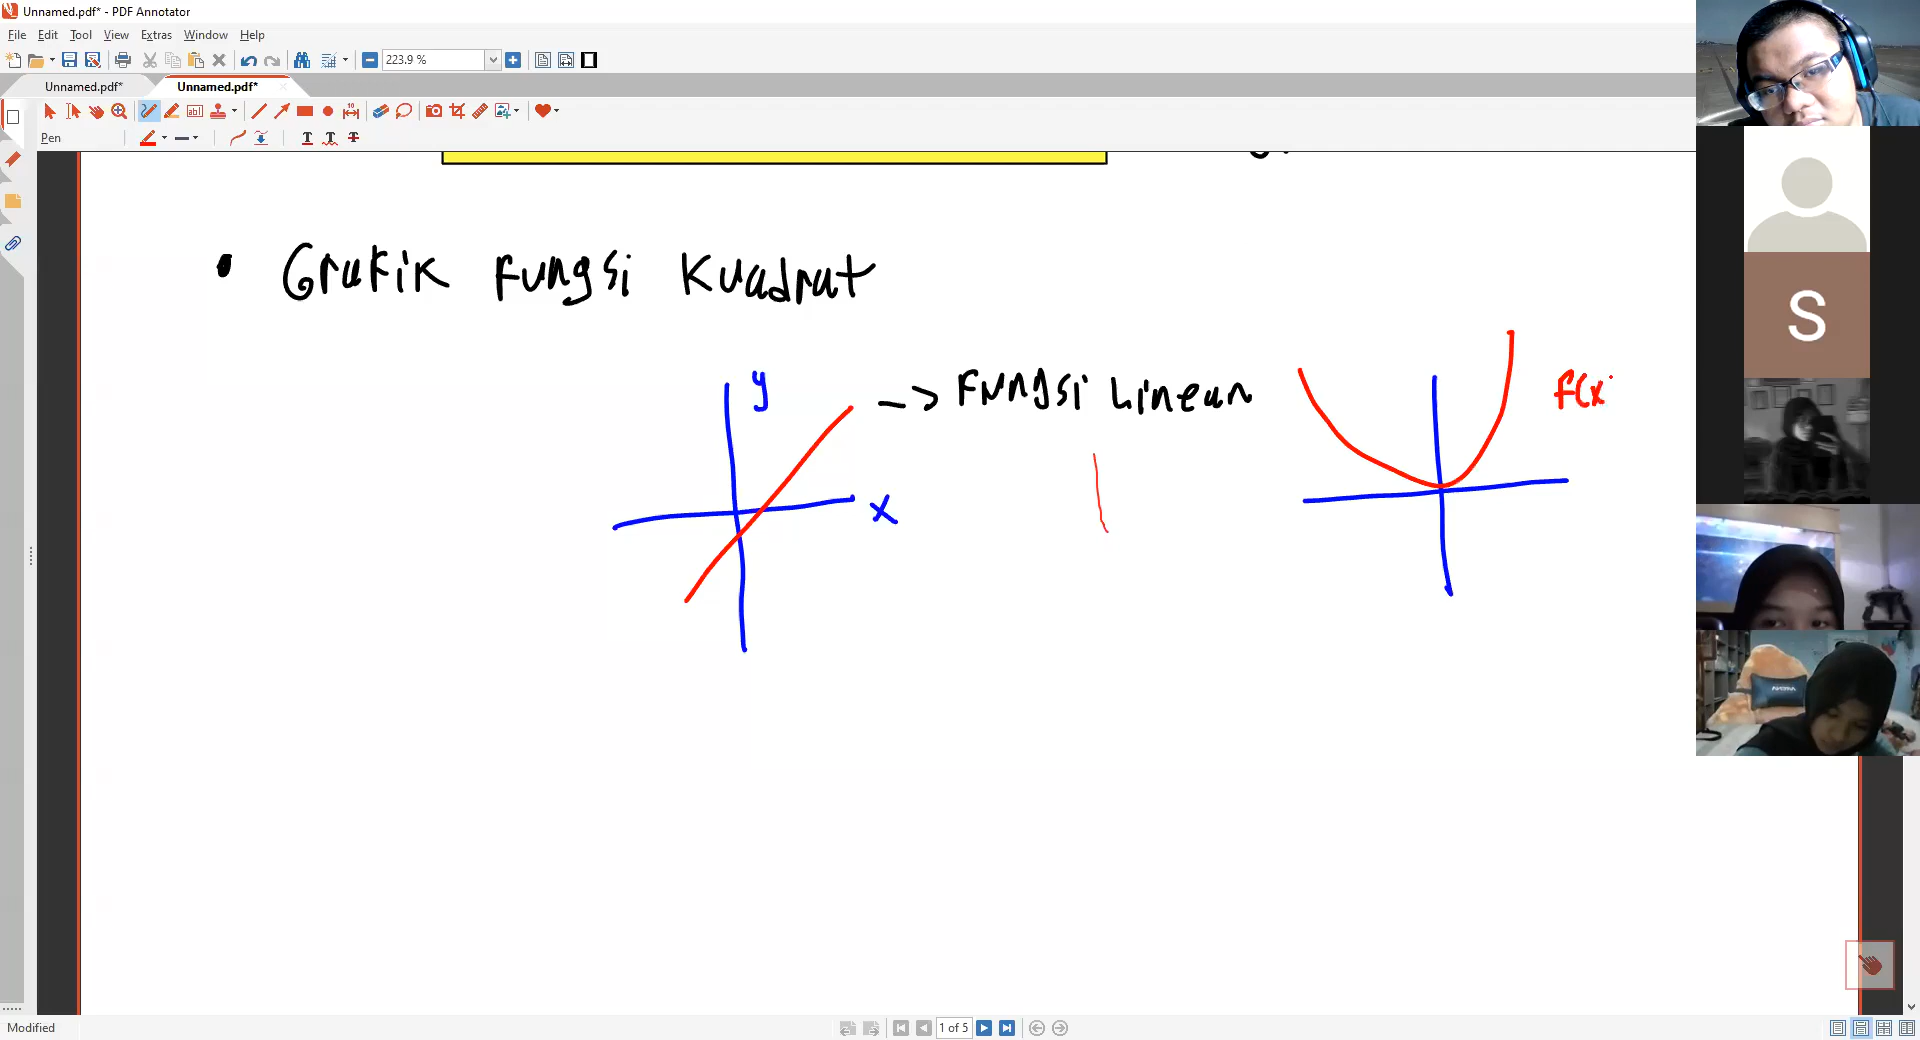 Unnamed.pdf* - PDF Annotator
File Edit Tool View Extras Window Help
223.9 %
Unnamed.pdf* Unnamed.pdf*
Pen
• Grafik Fungsi Kuadrat
y
-> Fungsi Linear
f(x)
x
S
Modified
1 of 5